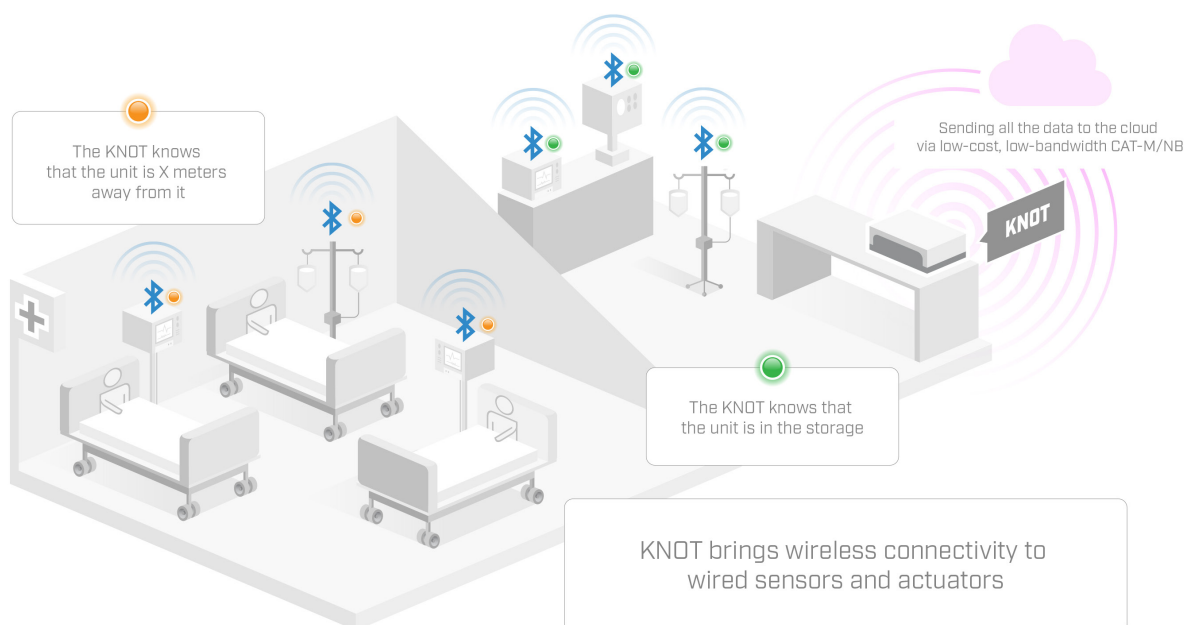 The KNOT knows
that the unit is X meters
away from it
Sending all the data to the cloud
via low-cost, low-bandwidth CAT-M/NB
KNOT
The KNOT knows that
the unit is in the storage
KNOT brings wireless connectivity to
wired sensors and actuators